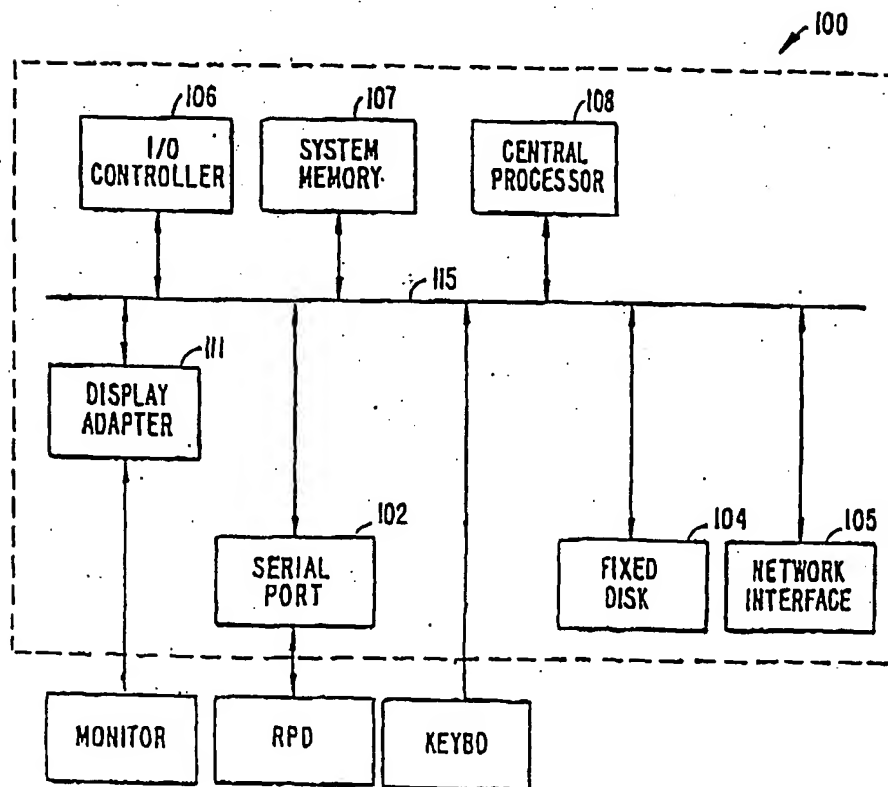 100
106
107
108
I/O
CONTROLLER
SYSTEM
MEMORY
CENTRAL
PROCESSOR
115
111
DISPLAY
ADAPTER
102
104
105
SERIAL
PORT
FIXED
DISK
NETWORK
INTERFACE
MONITOR
RPD
KEYBD